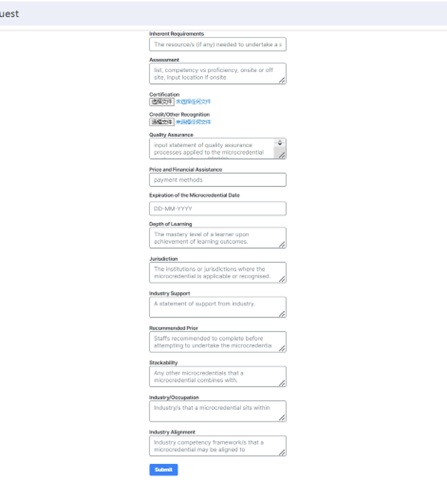 uest
Inherent Requirements
The resource/s (if any) needed to undertake a s
Assessment
list, competency vs proficiency, onsite or off
site, input location if onsite
Certification
选择文件 未选择任何文件
Credit/Other Recognition
选择文件 未选择任何文件
Quality Assurance
input statement of quality assurance
processes applied to the microcredential
Price and Financial Assistance
payment methods
Expiration of the Microcredential Date
DD-MM-YYYY
Depth of Learning
The mastery level of a learner upon
achievement of learning outcomes.
Jurisdiction
The institutions or jurisdictions where the
microcredential is applicable or recognised.
Industry Support
A statement of support from industry.
Recommended Prior
Staffs recommended to complete before
attempting to undertake the microcredentia
Stackability
Any other microcredentials that a
microcredential combines with.
Industry/Occupation
Industry/s that a microcredential sits within
Industry Alignment
Industry competency framework/s that a
microcredential may be aligned to
Submit